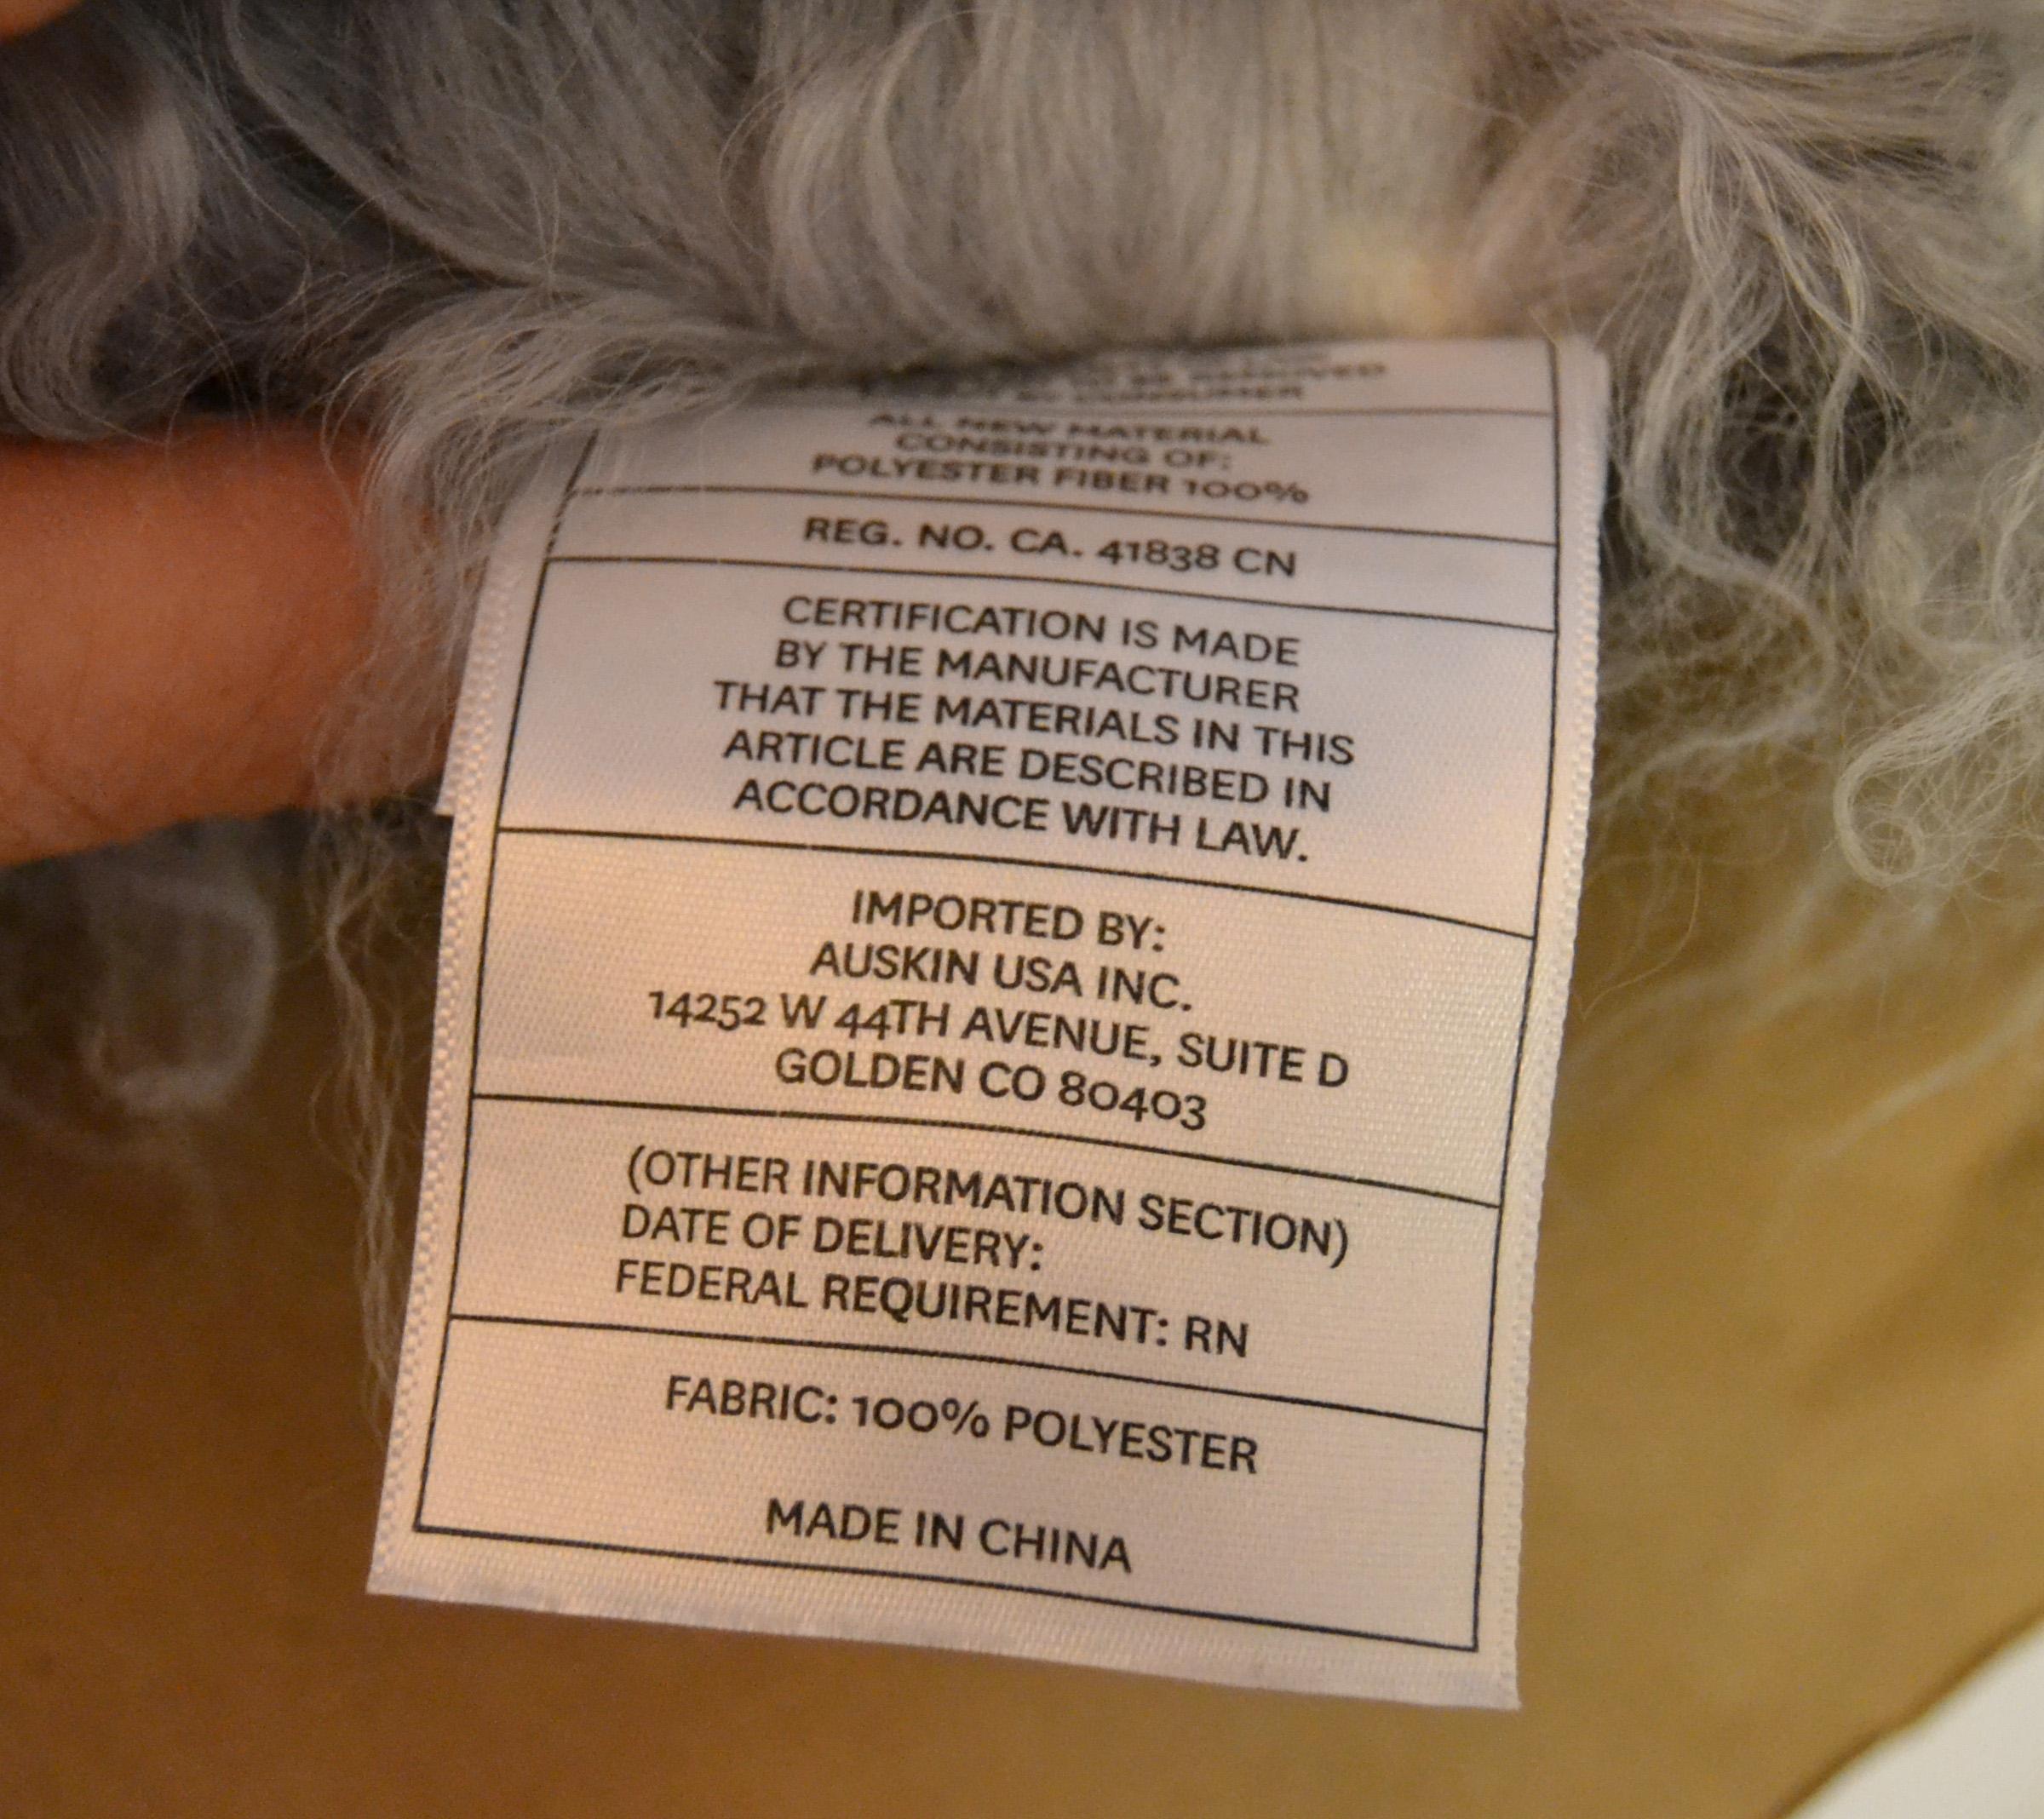 CONSUMER
ALL NEW MATERIAL
CONSISTING OF:
POLYESTER FIBER 100%
REG. NO. CA. 41838 CN
CERTIFICATION IS MADE
BY THE MANUFACTURER
THAT THE MATERIALS IN THIS
ARTICLE ARE DESCRIBED IN
ACCORDANCE WITH LAW.
IMPORTED BY:
AUSKIN USA INC.
14252 W 44TH AVENUE, SUITE D
GOLDEN CO 80403
(OTHER INFORMATION SECTION)
DATE OF DELIVERY:
FEDERAL REQUIREMENT: RN
FABRIC: 100% POLYESTER
MADE IN CHINA